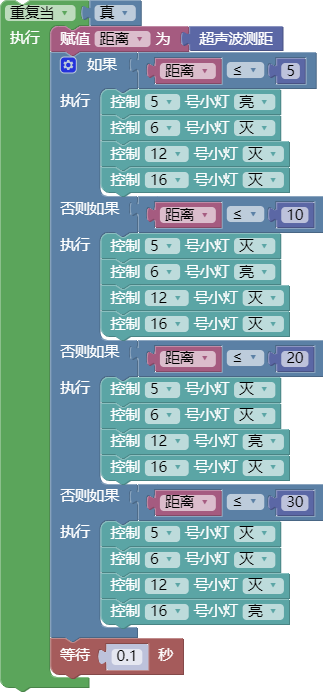 重复当 真
执行 赋值 距离 为 超声波测距
如果 距离 ≤ 5
执行 控制 5 号小灯 亮
控制 6 号小灯 灭
控制 12 号小灯 灭
控制 16 号小灯 灭
否则如果 距离 ≤ 10
执行 控制 5 号小灯 灭
控制 6 号小灯 亮
控制 12 号小灯 灭
控制 16 号小灯 灭
否则如果 距离 ≤ 20
执行 控制 5 号小灯 灭
控制 6 号小灯 灭
控制 12 号小灯 亮
控制 16 号小灯 灭
否则如果 距离 ≤ 30
执行 控制 5 号小灯 灭
控制 6 号小灯 灭
控制 12 号小灯 灭
控制 16 号小灯 亮
等待 0.1 秒